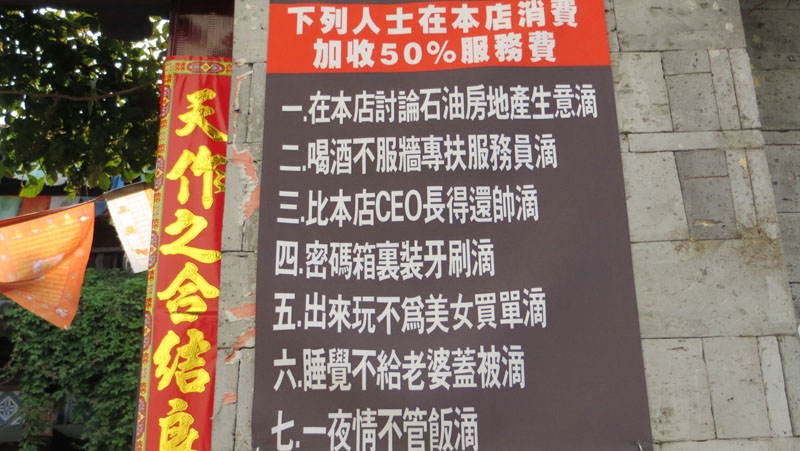 下列人士在本店消費
加收50%服務費
一.在本店討論石油房地產生意滴
二.喝酒不服牆專扶服務員滴
三.比本店CEO長得還帥滴
四.密碼箱裏裝牙刷滴
五.出來玩不爲美女買單滴
六.睡覺不給老婆蓋被滴
七.一夜情不管飯滴
天作之合結良